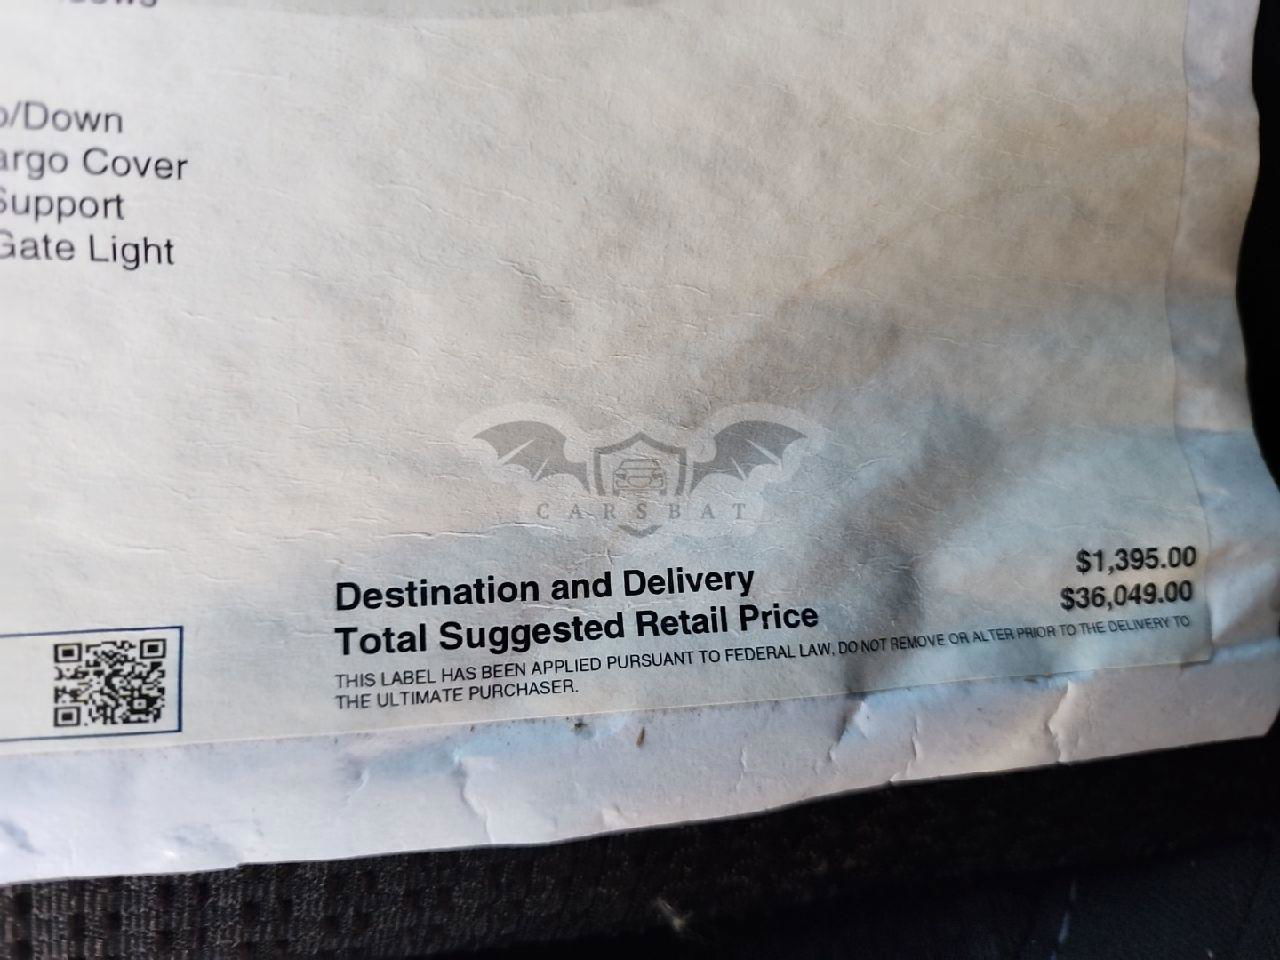 /Down
argo Cover
Support
Gate Light
CARSBAT
Destination and Delivery $1,395.00
Total Suggested Retail Price $36,049.00
THIS LABEL HAS BEEN APPLIED PURSUANT TO FEDERAL LAW. DO NOT REMOVE OR ALTER PRIOR TO THE DELIVERY TO
THE ULTIMATE PURCHASER.